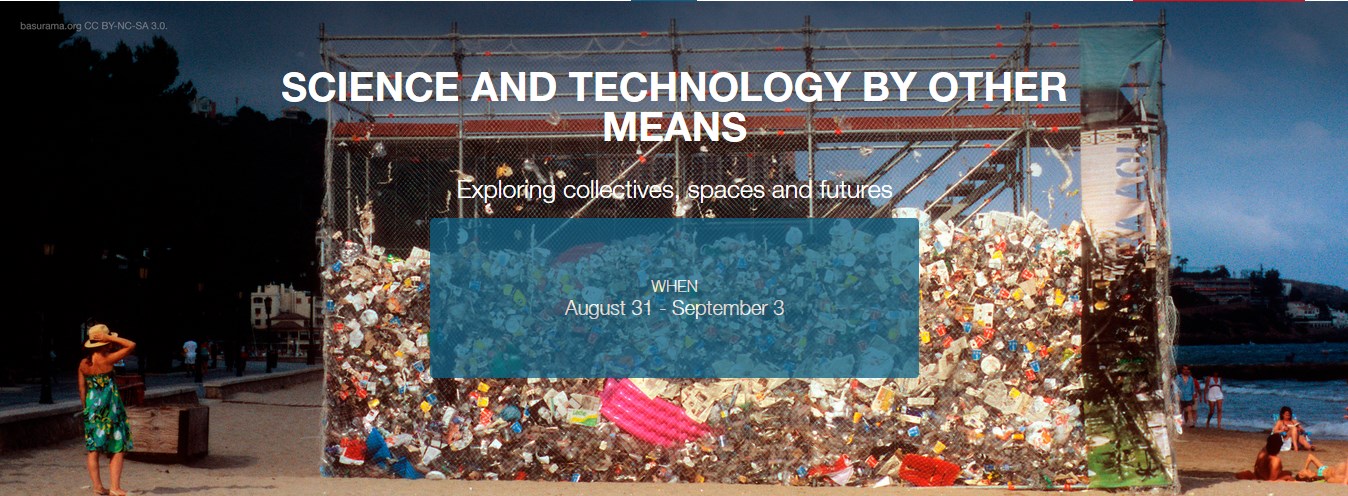 basurama.org CC BY-NC-SA 3.0.
SCIENCE AND TECHNOLOGY BY OTHER
MEANS
Exploring collectives, spaces and futures
WHEN
August 31 - September 3